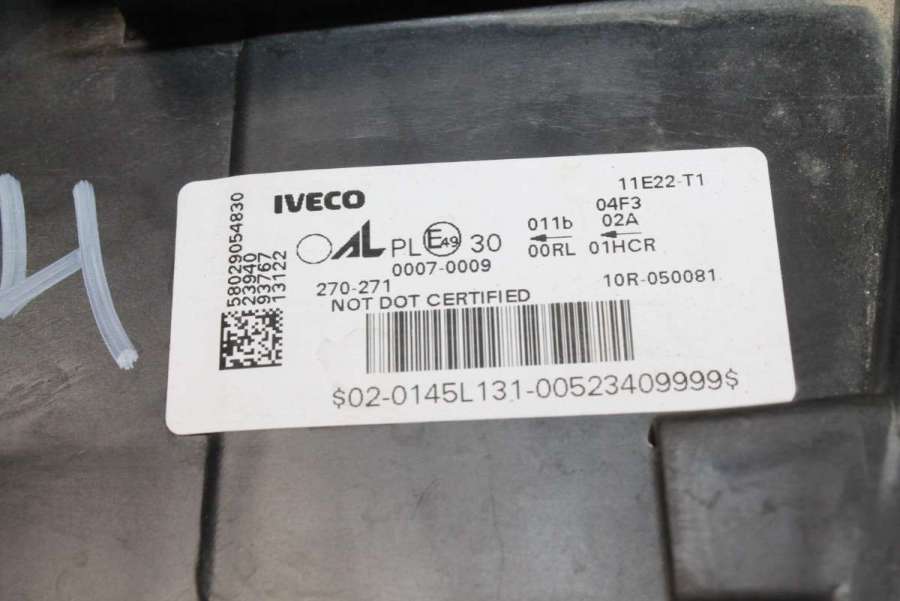 4
58029054830
23940
93767
13122
IVECO
11E22-T1
AL PL E49 30
0007-0009
011b
00RL
04F3
02A
01HCR
270-271
10R-050081
NOT DOT CERTIFIED
$02-0145L131-00523409999$